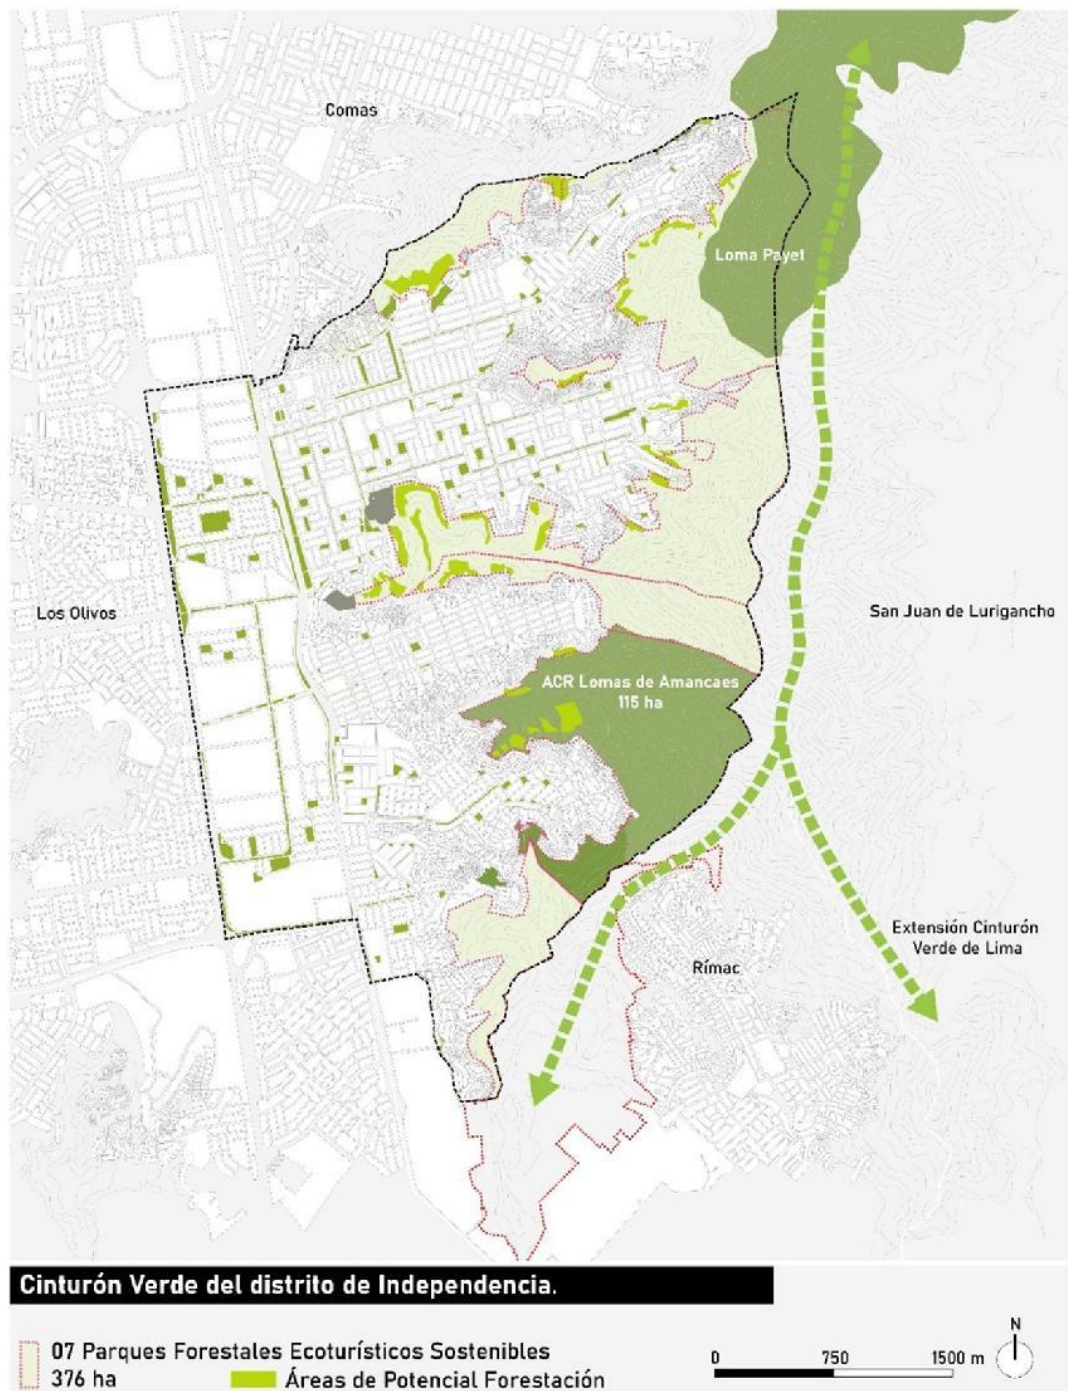 Comas
Loma Payet
Los Olivos
San Juan de Lurigancho
ACR Lomas de Amancaes
115 ha
Extensión Cinturón
Verde de Lima
Rímac
Cinturón Verde del distrito de Independencia.
07 Parques Forestales Ecoturísticos Sostenibles
376 ha
Áreas de Potencial Forestación
0 750 1500 m
N